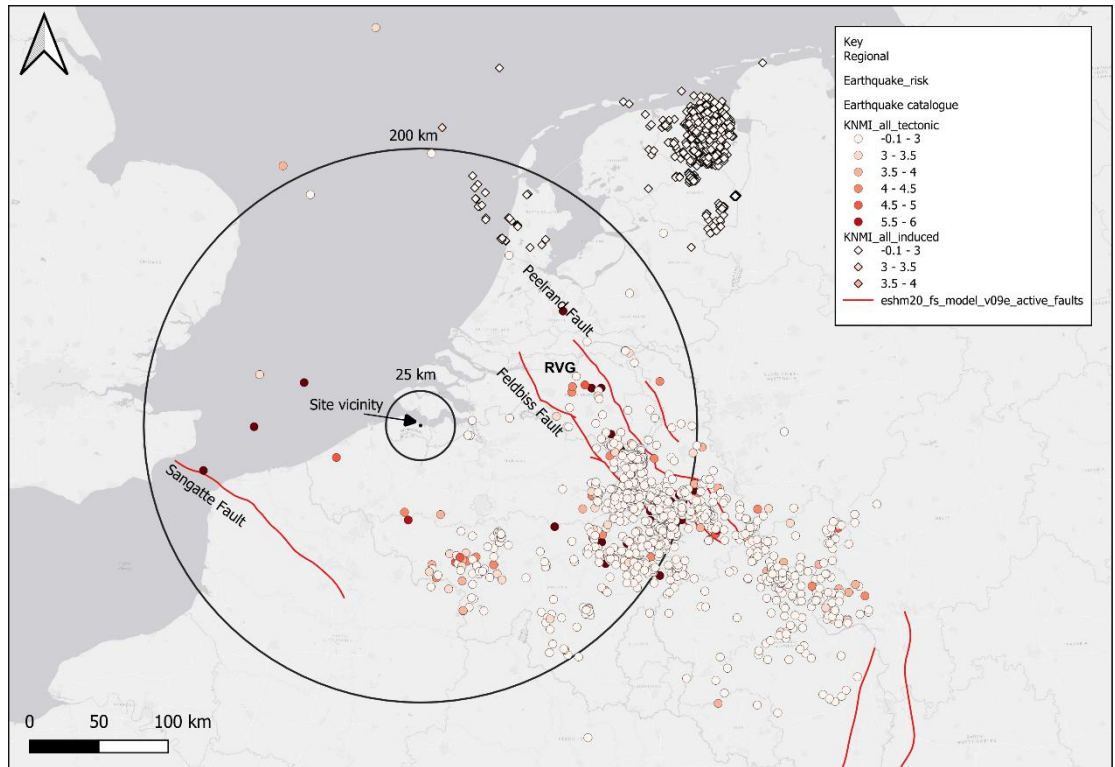 200 km
25 km
Site vicinity
Peelrand Fault
RVG
Feldbiss Fault
Sangatte Fault
0 50 100 km
Key
Regional
Earthquake_risk
Earthquake catalogue
KNMI_all_tectonic
-0.1 - 3
3 - 3.5
3.5 - 4
4 - 4.5
4.5 - 5
5.5 - 6
KNMI_all_induced
-0.1 - 3
3 - 3.5
3.5 - 4
eshm20_fs_model_v09e_active_faults